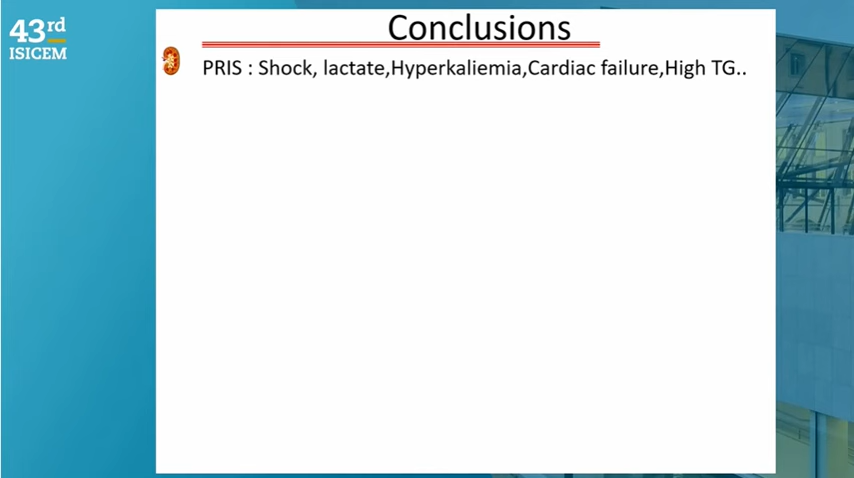 43rd
ISICEM
Conclusions
PRIS : Shock, lactate,Hyperkaliemia,Cardiac failure,High TG..